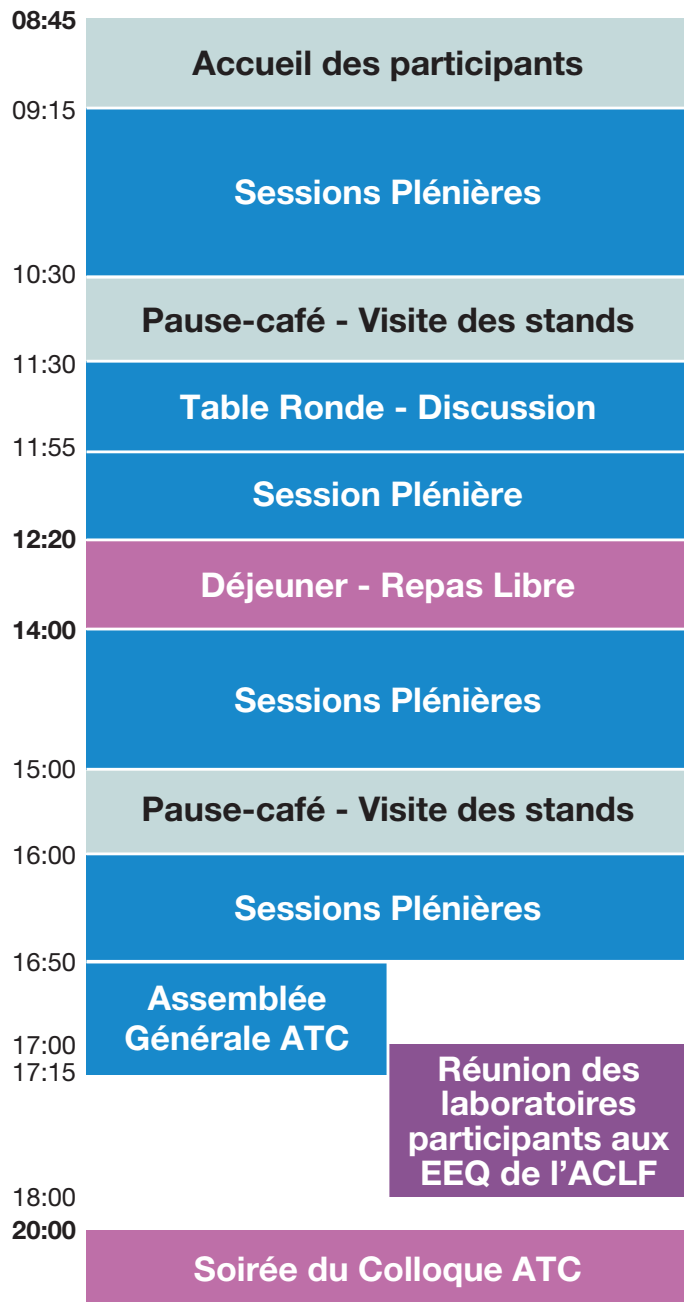 08:45
Accueil des participants
09:15
Sessions Plénières
10:30
Pause-café - Visite des stands
11:30
Table Ronde - Discussion
11:55
Session Plénière
12:20
Déjeuner - Repas Libre
14:00
Sessions Plénières
15:00
Pause-café - Visite des stands
16:00
Sessions Plénières
16:50
Assemblée
Générale ATC
17:00
17:15
Réunion des
laboratoires
participants aux
EEQ de l'ACLF
18:00
20:00
Soirée du Colloque ATC